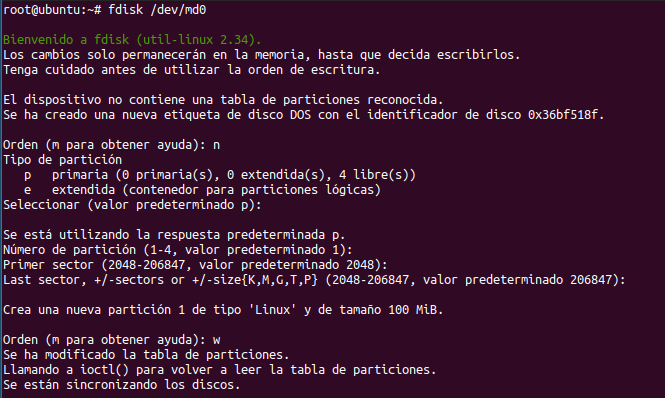 root@ubuntu:~# fdisk /dev/md0
Bienvenido a fdisk (util-linux 2.34).
Los cambios solo permanecerán en la memoria, hasta que decida escribirlos.
Tenga cuidado antes de utilizar la orden de escritura.
El dispositivo no contiene una tabla de particiones reconocida.
Se ha creado una nueva etiqueta de disco DOS con el identificador de disco 0x36bf518f.
Orden (m para obtener ayuda): n
Tipo de partición
p   primaria (0 primaria(s), 0 extendida(s), 4 libre(s))
e   extendida (contenedor para particiones lógicas)
Seleccionar (valor predeterminado p):
Se está utilizando la respuesta predeterminada p.
Número de partición (1-4, valor predeterminado 1):
Primer sector (2048-206847, valor predeterminado 2048):
Last sector, +/-sectors or +/-size{K,M,G,T,P} (2048-206847, valor predeterminado 206847):
Crea una nueva partición 1 de tipo 'Linux' y de tamaño 100 MiB.
Orden (m para obtener ayuda): w
Se ha modificado la tabla de particiones.
Llamando a ioctl() para volver a leer la tabla de particiones.
Se están sincronizando los discos.